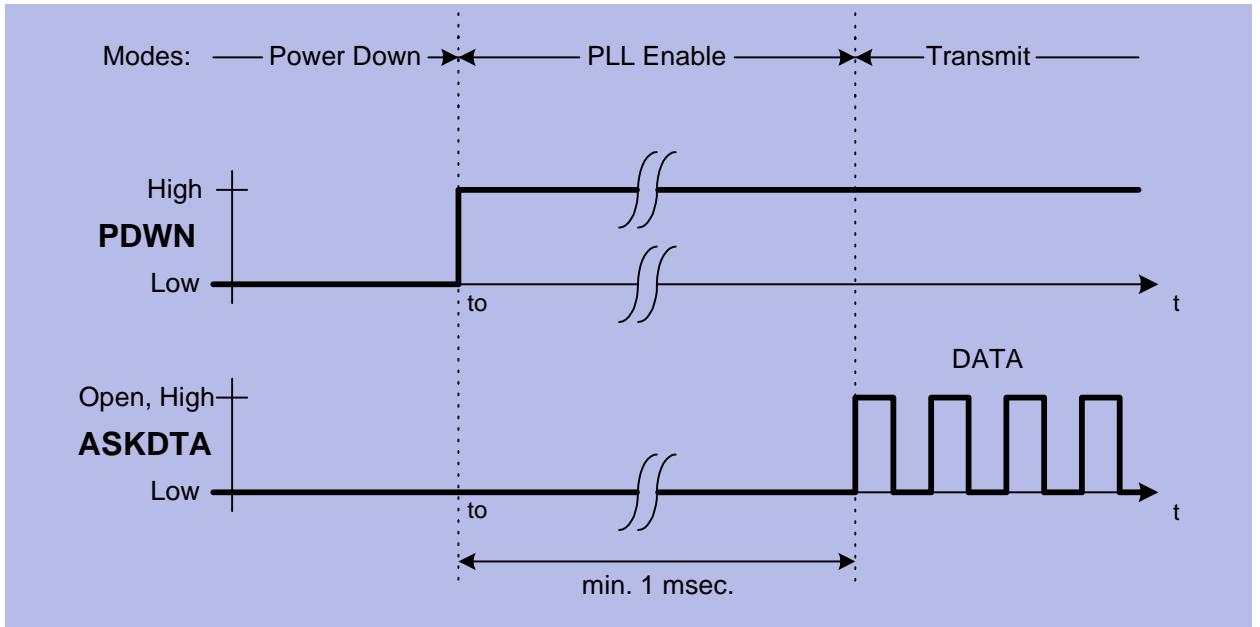 Modes: Power Down PLL Enable Transmit
High
PDWN
Low
to
t
DATA
Open, High
ASKDTA
Low
to
t
min. 1 msec.